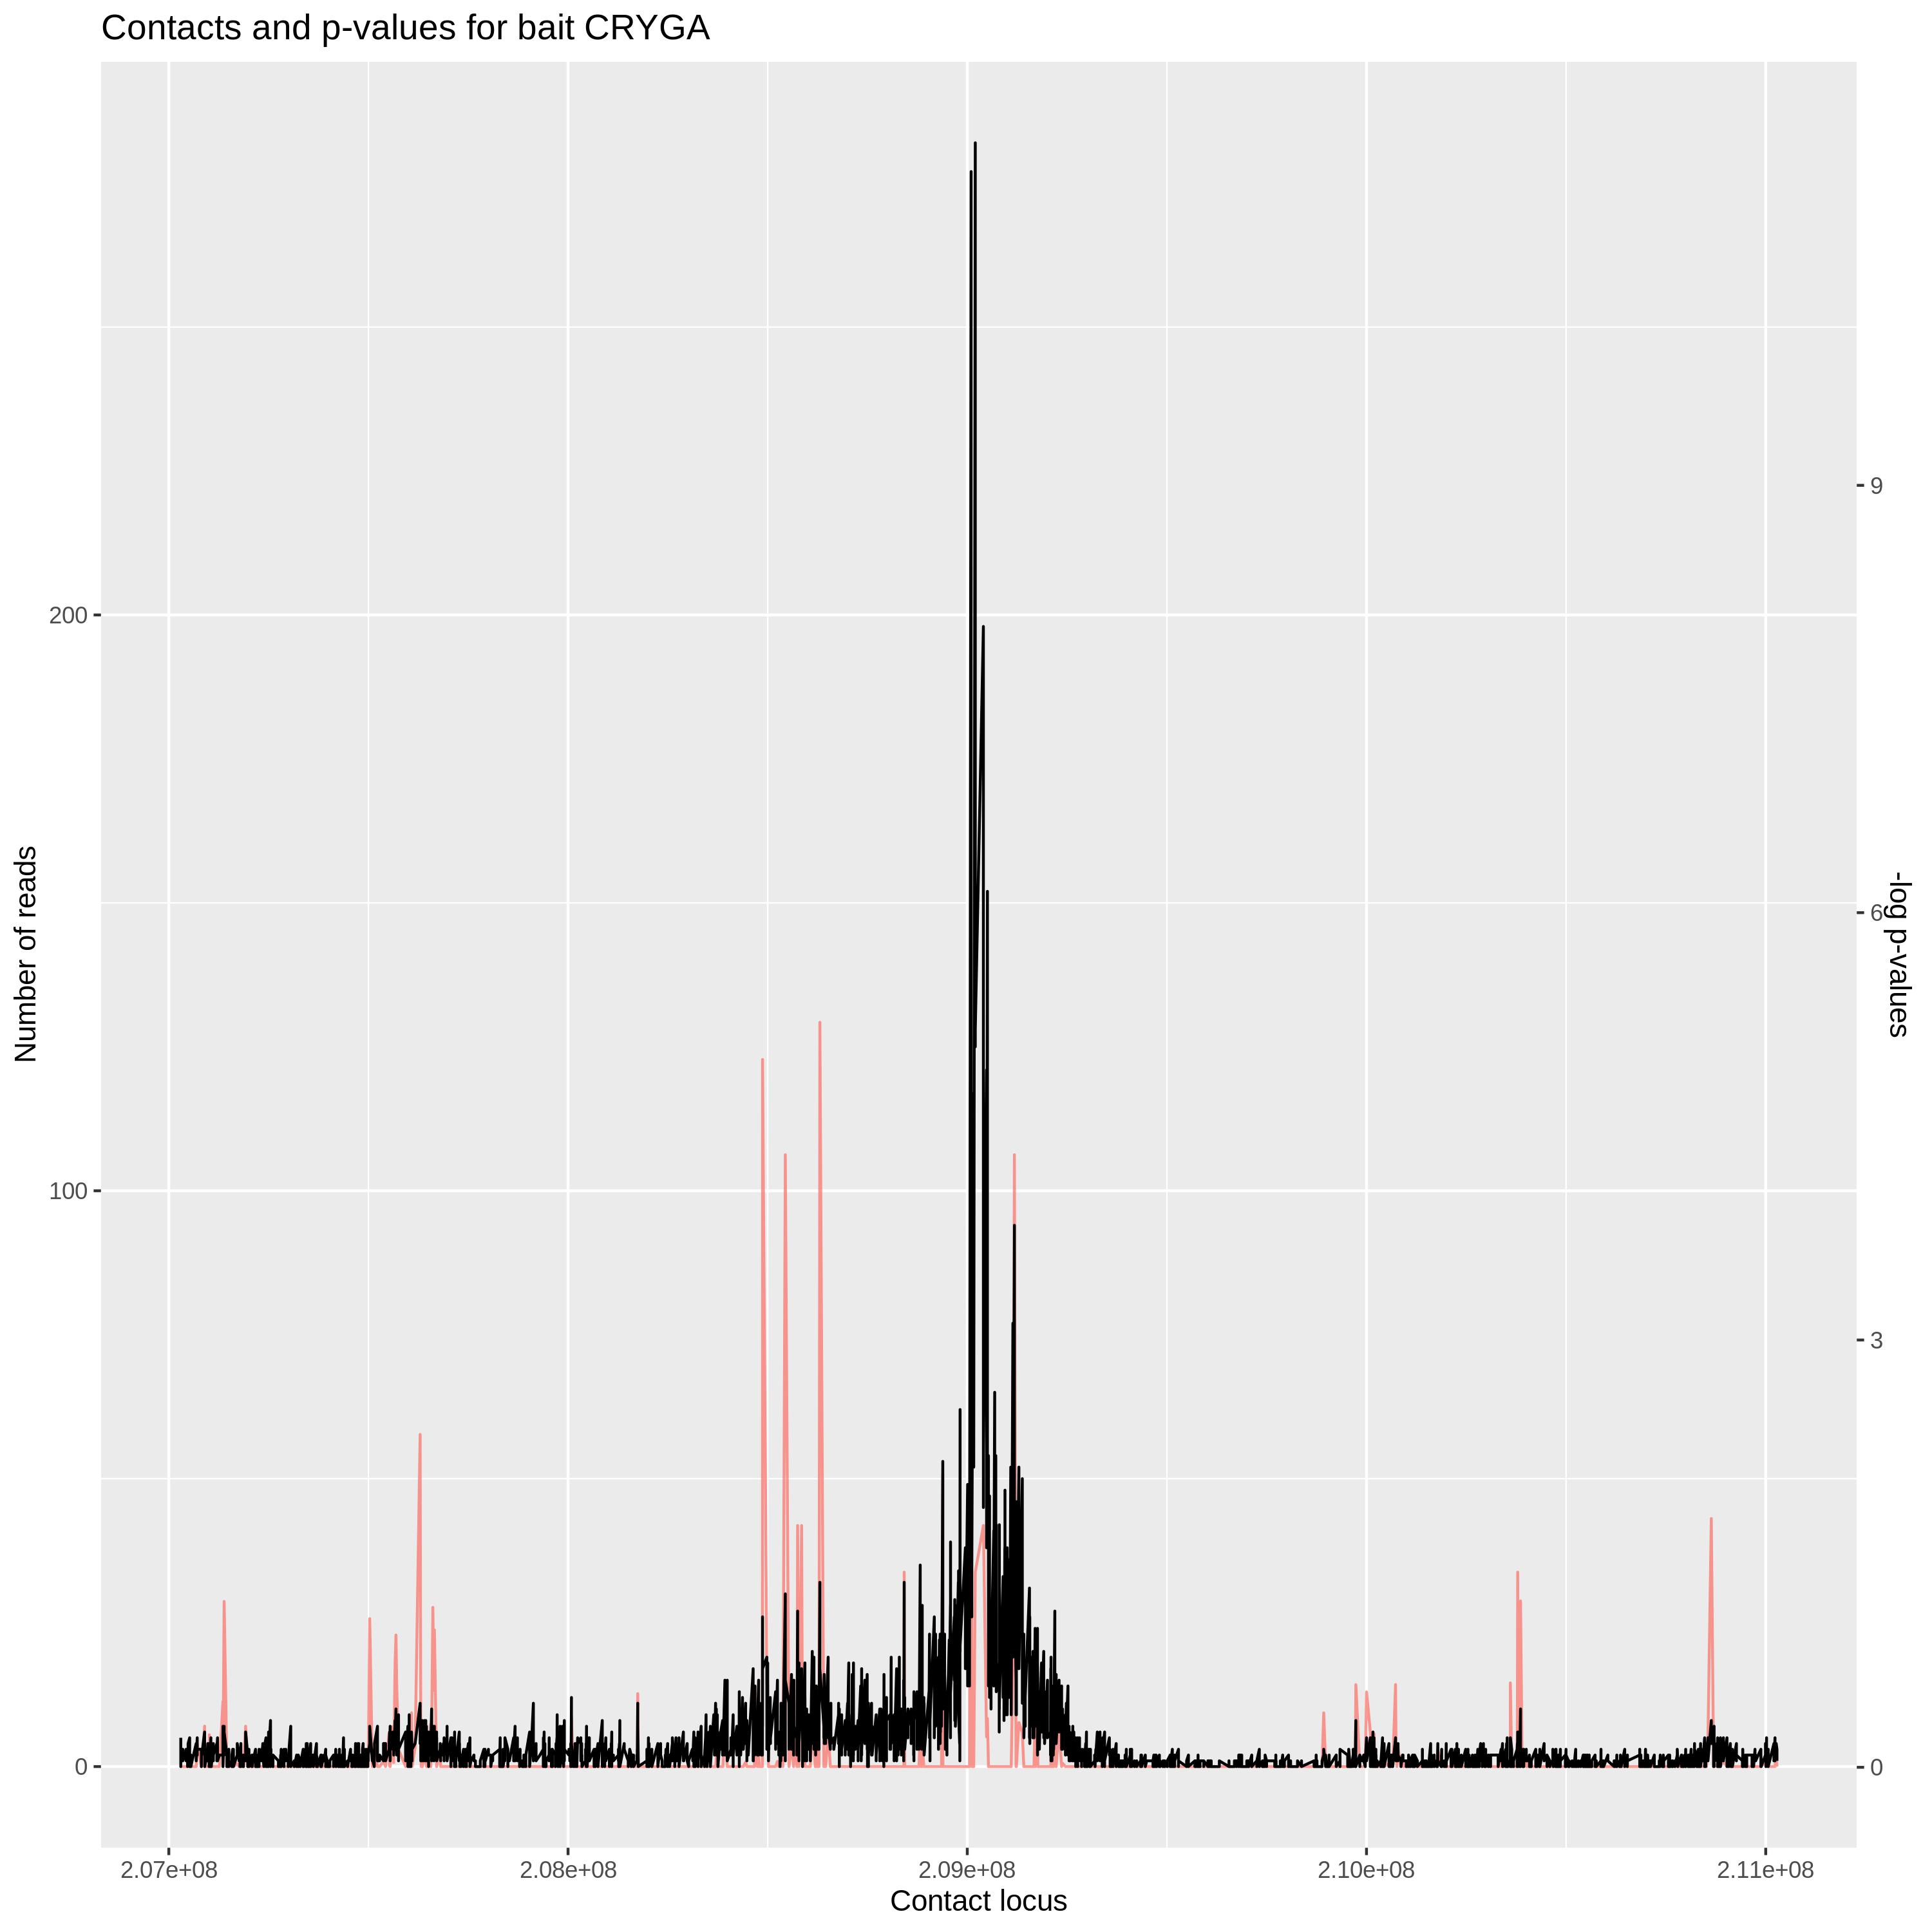 Contacts and p-values for bait CRYGA
Number of reads
200
100
0
9
6
3
0
-log p-values
2.07e+08 2.08e+08 2.09e+08 2.10e+08 2.11e+08
Contact locus